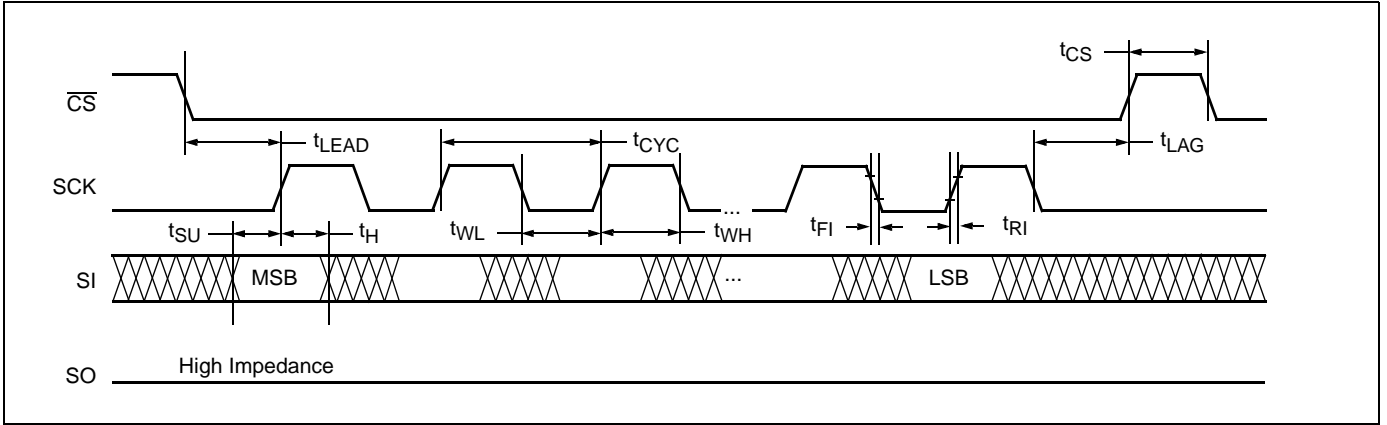 tCS
CS
tLEAD
tCYC
tLAG
SCK
tSU
tH
tWL
...
tWH
tFI
tRI
SI
MSB
...
LSB
High Impedance
SO